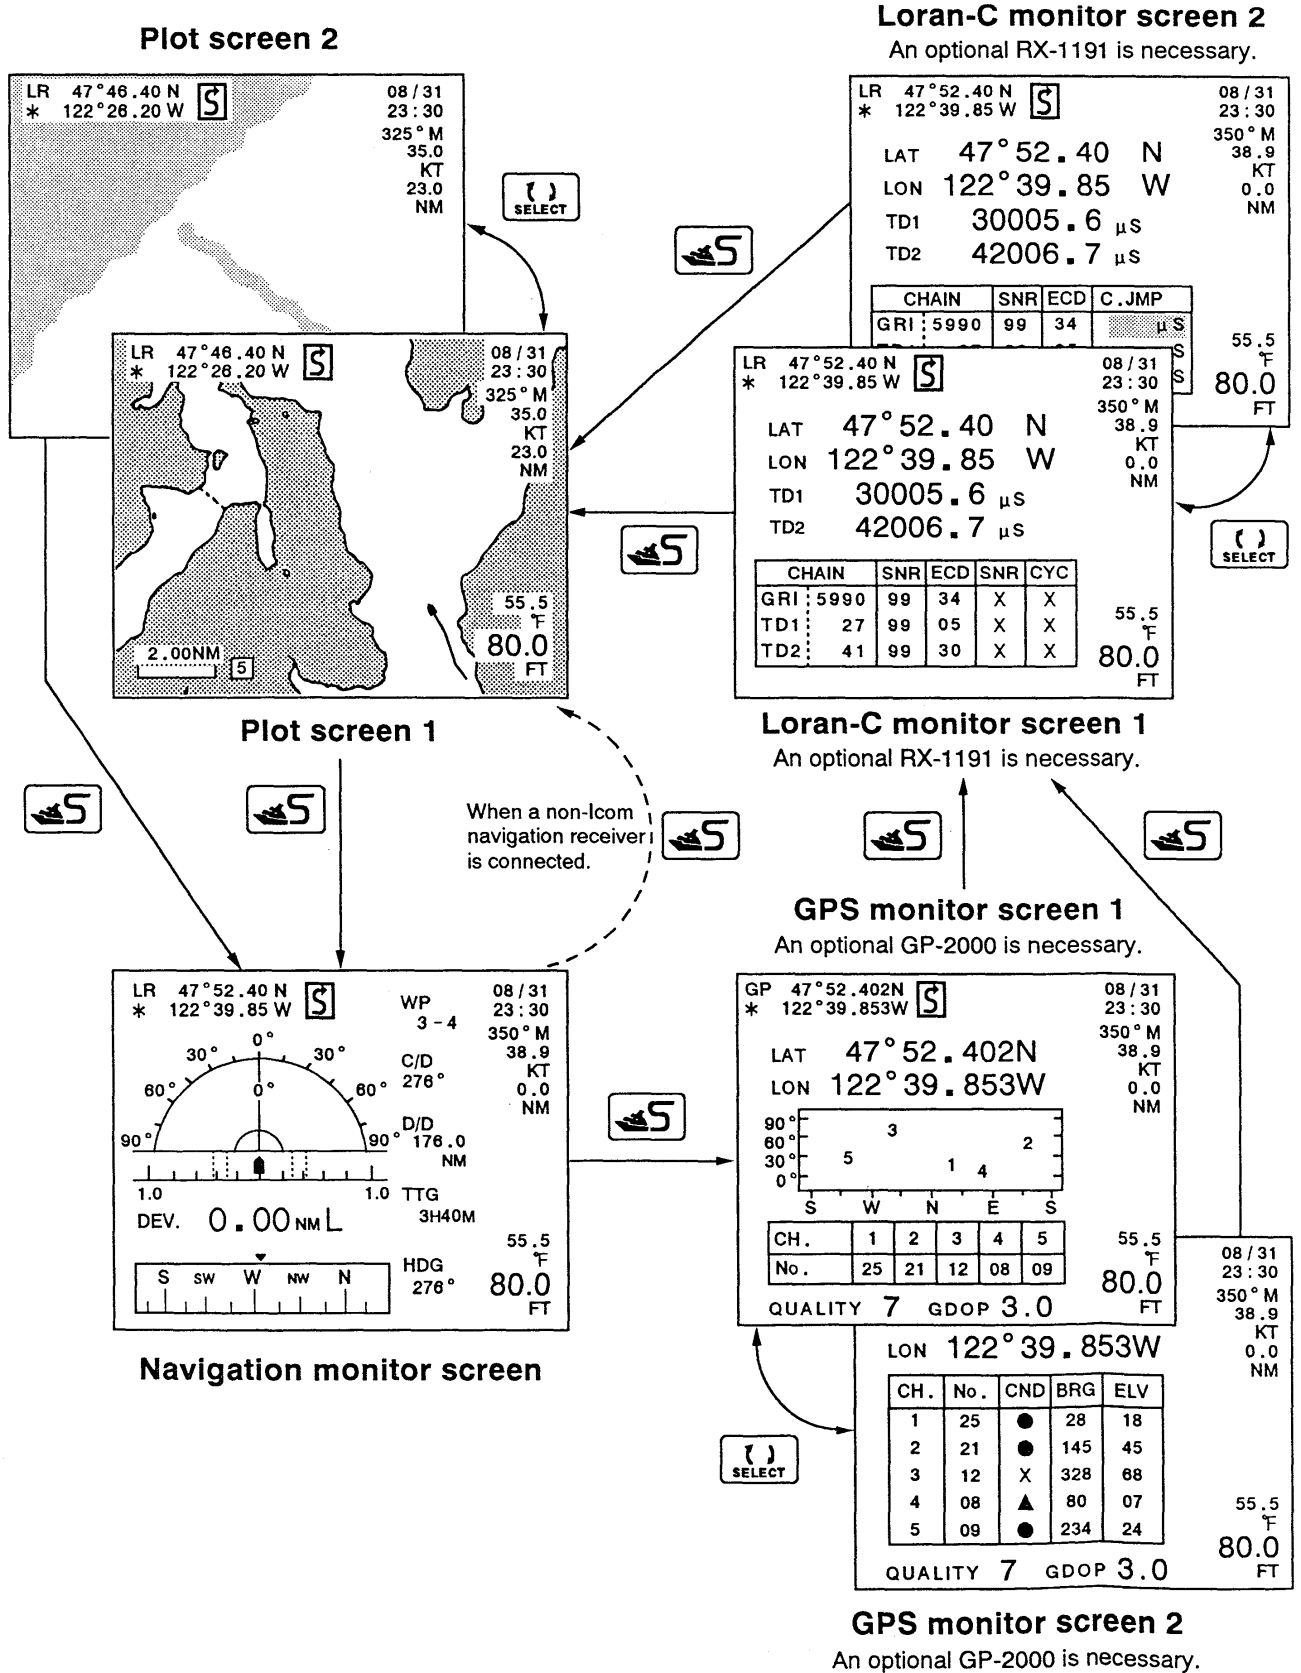 Plot screen 2
LR 47°46.40 N
* 122°26.20 W
S
08/31
23:30
325°M
35.0
KT
23.0
NM
SELECT
Loran-C monitor screen 2
An optional RX-1191 is necessary.
LR 47°52.40 N
* 122°39.85 W
S
08/31
23:30
350°M
38.9
KT
0.0
NM
LAT 47°52.40 N
LON 122°39.85 W
TD1 30005.6 µS
TD2 42006.7 µS
CHAIN SNR ECD C.JMP
GRI 5990 99 34 µS
S
S
55.5
°F
80.0
FT
S
LR 47°46.40 N
* 122°26.20 W
S
08/31
23:30
325°M
35.0
KT
23.0
NM
2.00NM
5
55.5
°F
80.0
FT
Plot screen 1
LR 47°52.40 N
* 122°39.85 W
S
08/31
23:30
350°M
38.9
KT
0.0
NM
LAT 47°52.40 N
LON 122°39.85 W
TD1 30005.6 µS
TD2 42006.7 µS
CHAIN SNR ECD SNR CYC
GRI 5990 99 34 X X
TD1 27 99 05 X X
TD2 41 99 30 X X
55.5
°F
80.0
FT
S
SELECT
Loran-C monitor screen 1
An optional RX-1191 is necessary.
S
S
When a non-Icom
navigation receiver
is connected.
S
S
S
LR 47°52.40 N
* 122°39.85 W
S
WP
3-4
C/D
276°
D/D
176.0
NM
TTG
3H40M
HDG
276°
08/31
23:30
350°M
38.9
KT
0.0
NM
0°
30° 30°
60° 0° 60°
90° 90°
1.0 1.0
DEV. 0.00 NM L
S SW W NW N
55.5
°F
80.0
FT
Navigation monitor screen
S
GPS monitor screen 1
An optional GP-2000 is necessary.
GP 47°52.402N
* 122°39.853W
S
08/31
23:30
350°M
38.9
KT
0.0
NM
LAT 47°52.402N
LON 122°39.853W
90°
60°
30°
0°
3
2
5
1
4
S W N E S
CH. 1 2 3 4 5
No. 25 21 12 08 09
QUALITY 7 GDOP 3.0
55.5
°F
80.0
FT
SELECT
08/31
23:30
350°M
38.9
KT
0.0
NM
LON 122°39.853W
CH. No. CND BRG ELV
1 25 ● 28 18
2 21 ● 145 45
3 12 X 328 68
4 08 ▲ 80 07
5 09 ● 234 24
QUALITY 7 GDOP 3.0
55.5
°F
80.0
FT
GPS monitor screen 2
An optional GP-2000 is necessary.